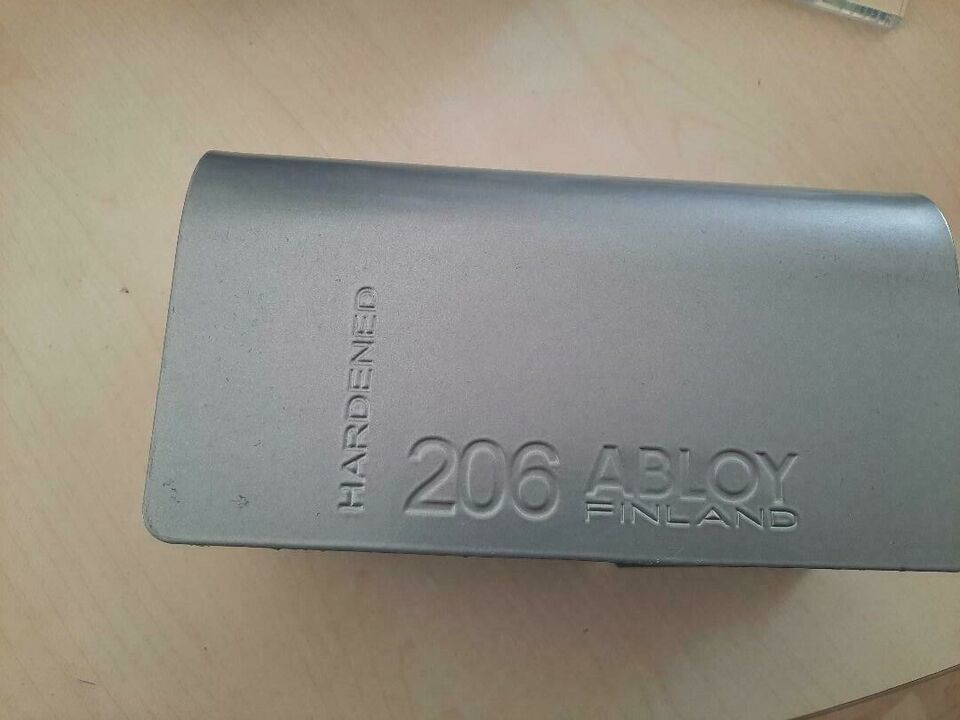 HARDENED
206 ABLOY
FINLAND